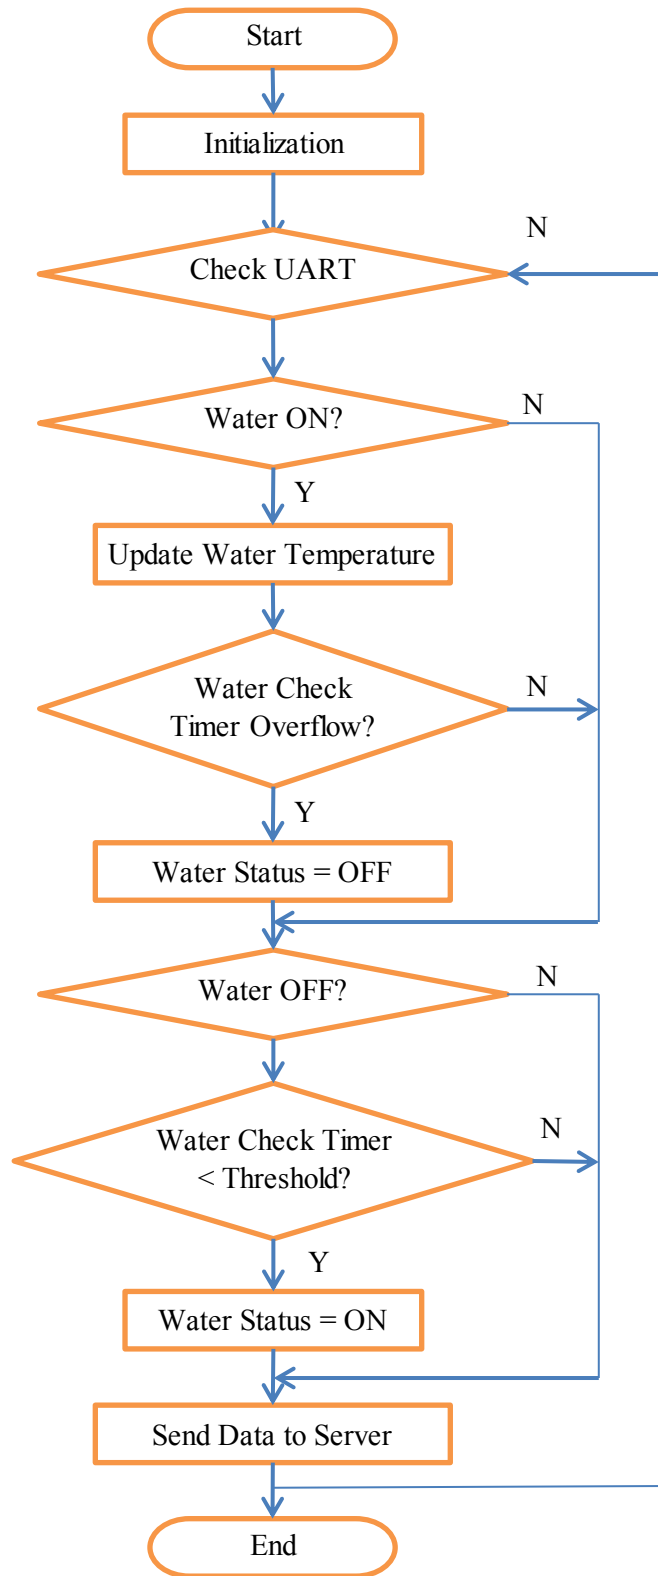 Start
Initialization
N
Check UART
Water ON?
N
Y
Update Water Temperature
Water Check
Timer Overflow?
N
Y
Water Status = OFF
Water OFF?
N
Water Check Timer
< Threshold?
N
Y
Water Status = ON
Send Data to Server
End